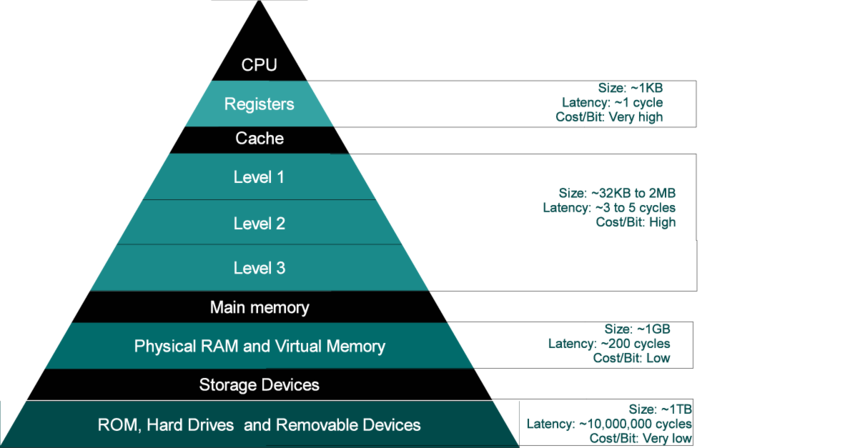 CPU
Registers
Size: ~1KB
Latency: ~1 cycle
Cost/Bit: Very high
Cache
Level 1
Level 2
Level 3
Size: ~32KB to 2MB
Latency: ~3 to 5 cycles
Cost/Bit: High
Main memory
Physical RAM and Virtual Memory
Size: ~1GB
Latency: ~200 cycles
Cost/Bit: Low
Storage Devices
ROM, Hard Drives and Removable Devices
Size: ~1TB
Latency: ~10,000,000 cycles
Cost/Bit: Very low